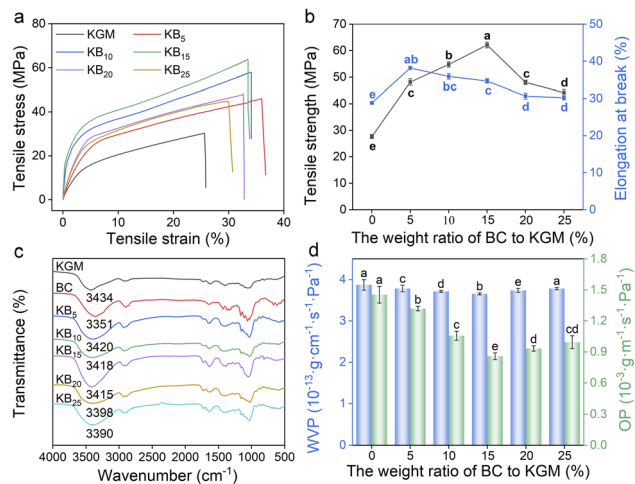 a
KGM KB5
KB10 KB15
KB20 KB25
80
60
40
20
0
Tensile stress (MPa)
0 10 20 30 40
Tensile strain (%)
b
70
60
50
40
30
20
10
0
Tensile strength (MPa)
a
ab b
e bc c c
c d d
e d d
50
40
30
20
10
0
Elongation at break (%)
0 5 10 15 20 25
The weight ratio of BC to KGM (%)
c
KGM
BC
3434
KB5
3351
KB10
3420
KB15
3418
KB20
3415
KB25
3398
3390
Transmittance (%)
4000 3500 3000 2500 2000 1500 1000 500
Wavenumber (cm⁻¹)
d
5
4
3
2
1
0
WVP (10⁻¹³·g·cm⁻¹·s⁻¹·Pa⁻¹)
a a c b d c e e d d a cd
1.8
1.5
1.2
0.9
0.6
0.3
0.0
OP (10⁻³·g·m⁻¹·s⁻¹·Pa⁻¹)
0 5 10 15 20 25
The weight ratio of BC to KGM (%)